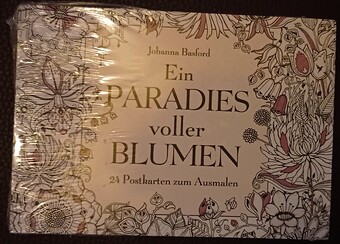 Johanna Basford
Ein
PARADIES
voller
BLUMEN
24 Postkarten zum Ausmalen